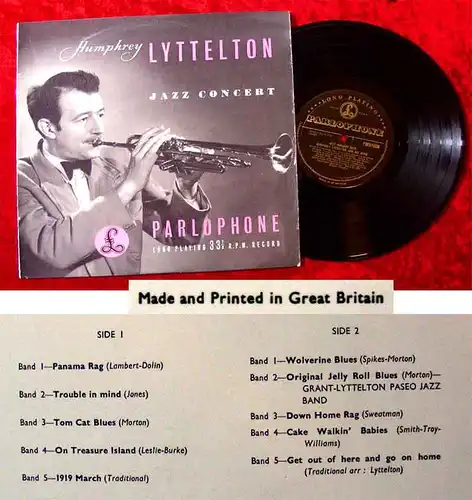 Humphrey LYTTELTON
JAZZ CONCERT
PARLOPHONE
LONG PLAYING 33⅓ R.P.M. RECORD
£
LONG PLAYING
PARLOPHONE
Made and Printed in Great Britain
SIDE 1
Band 1—Panama Rag (Lambert-Dolin)
Band 2—Trouble in mind (Jones)
Band 3—Tom Cat Blues (Morton)
Band 4—On Treasure Island (Leslie-Burke)
Band 5—1919 March (Traditional)
SIDE 2
Band 1—Wolverine Blues (Spikes-Morton)
Band 2—Original Jelly Roll Blues (Morton)—
GRANT-LYTTELTON PASEO JAZZ
BAND
Band 3—Down Home Rag (Sweatman)
Band 4—Cake Walkin' Babies (Smith-Troy-
Williams)
Band 5—Get out of here and go on home
(Traditional arr : Lyttelton)